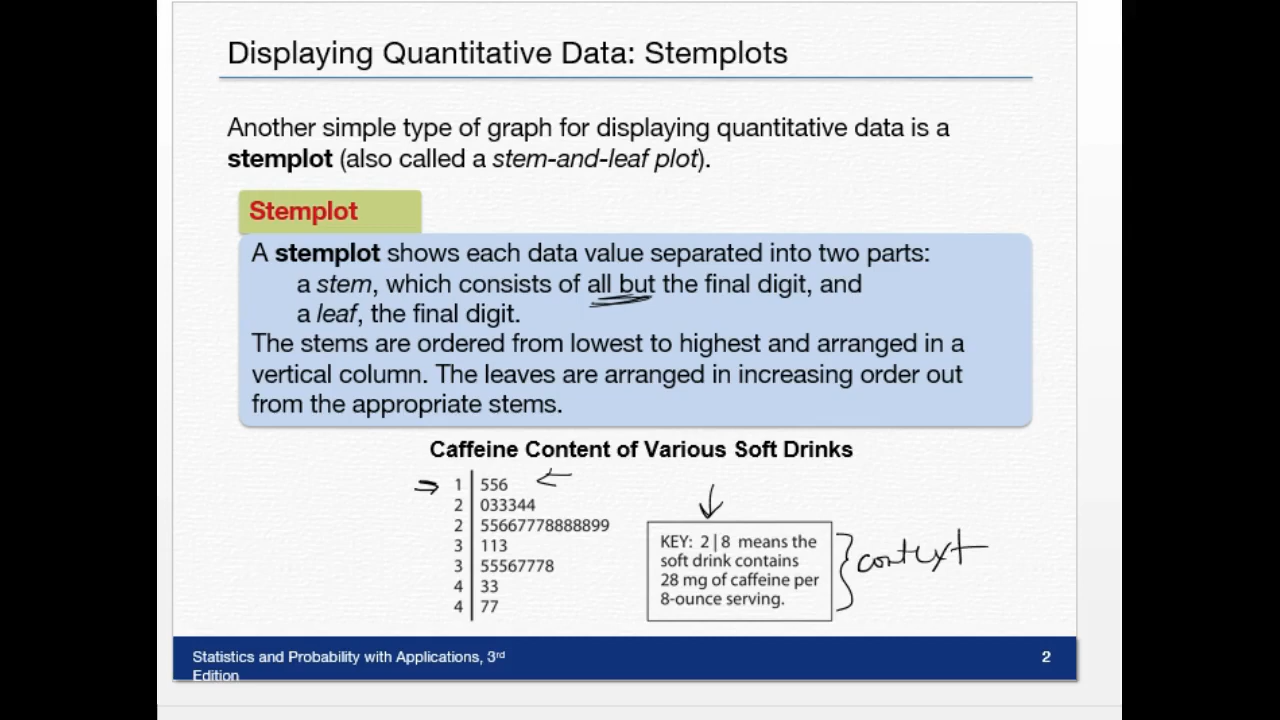 Displaying Quantitative Data: Stemplots
Another simple type of graph for displaying quantitative data is a
stemplot (also called a stem-and-leaf plot).
Stemplot
A stemplot shows each data value separated into two parts:
a stem, which consists of all but the final digit, and
a leaf, the final digit.
The stems are ordered from lowest to highest and arranged in a
vertical column. The leaves are arranged in increasing order out
from the appropriate stems.
Caffeine Content of Various Soft Drinks
1 | 556
2 | 033344
2 | 55667778888899
3 | 113
3 | 55567778
4 | 33
4 | 77
KEY: 2|8 means the
soft drink contains
28 mg of caffeine per
8-ounce serving.
context
Statistics and Probability with Applications, 3rd
Edition
2